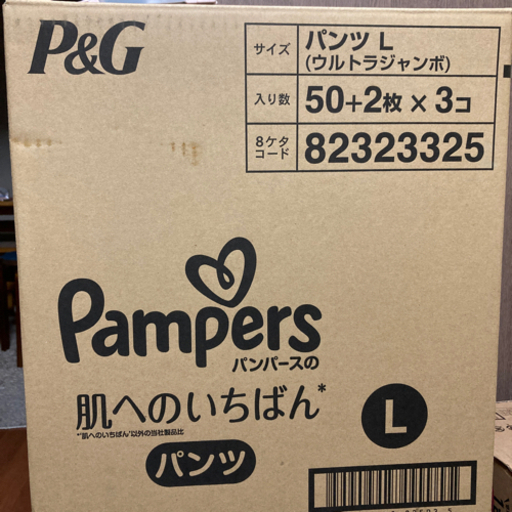 P&G
サイズ パンツ L
(ウルトラジャンボ)
入り数 50+2枚 × 3コ
8ケタ
コード 82323325
Pampers
パンパースの
肌へのいちばん*
*"肌へのいちばん"以外の当社製品比
L
パンツ